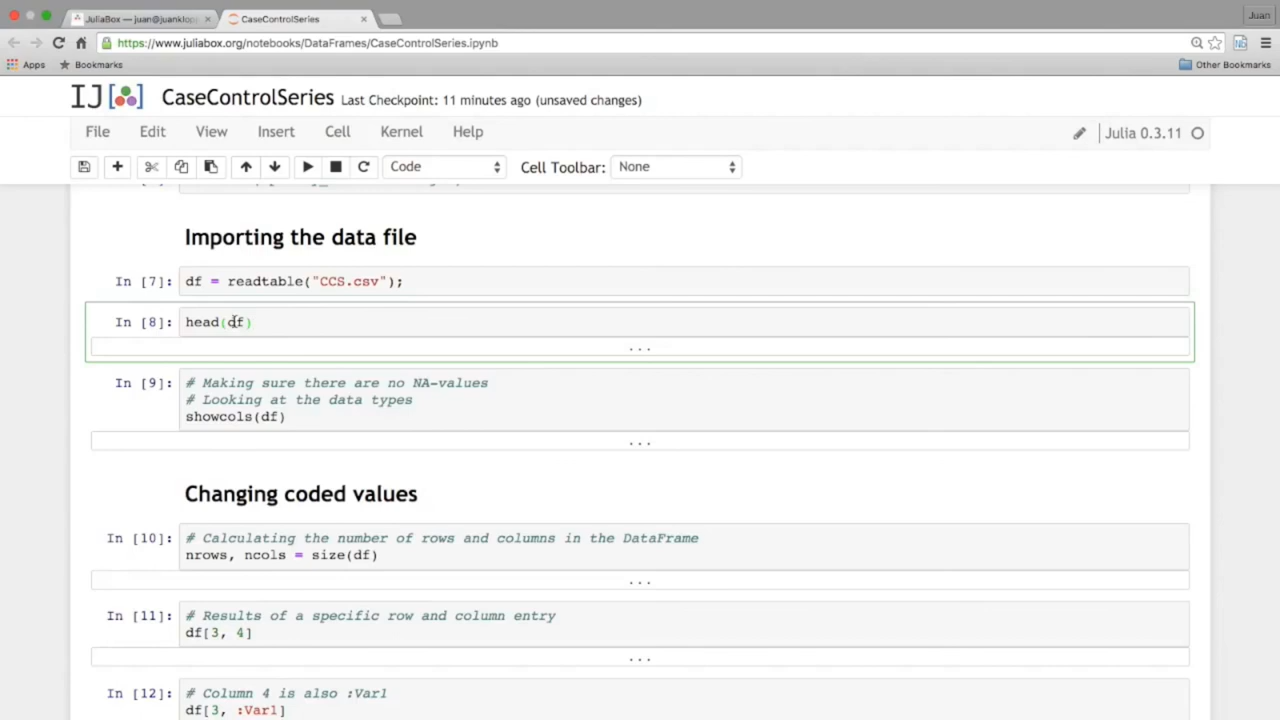 JuliaBox — juan@juanklopp
CaseControlSeries
Juan
https://www.juliabox.org/notebooks/DataFrames/CaseControlSeries.ipynb
Apps Bookmarks Other Bookmarks
IJ CaseControlSeries Last Checkpoint: 11 minutes ago (unsaved changes)
File Edit View Insert Cell Kernel Help Julia 0.3.11
Code Cell Toolbar: None
Importing the data file
In [7]: df = readtable("CCS.csv");
In [8]: head(df)
...
In [9]: # Making sure there are no NA-values
# Looking at the data types
showcols(df)
...
Changing coded values
In [10]: # Calculating the number of rows and columns in the DataFrame
nrows, ncols = size(df)
...
In [11]: # Results of a specific row and column entry
df[3, 4]
...
In [12]: # Column 4 is also :Var1
df[3, :Var1]